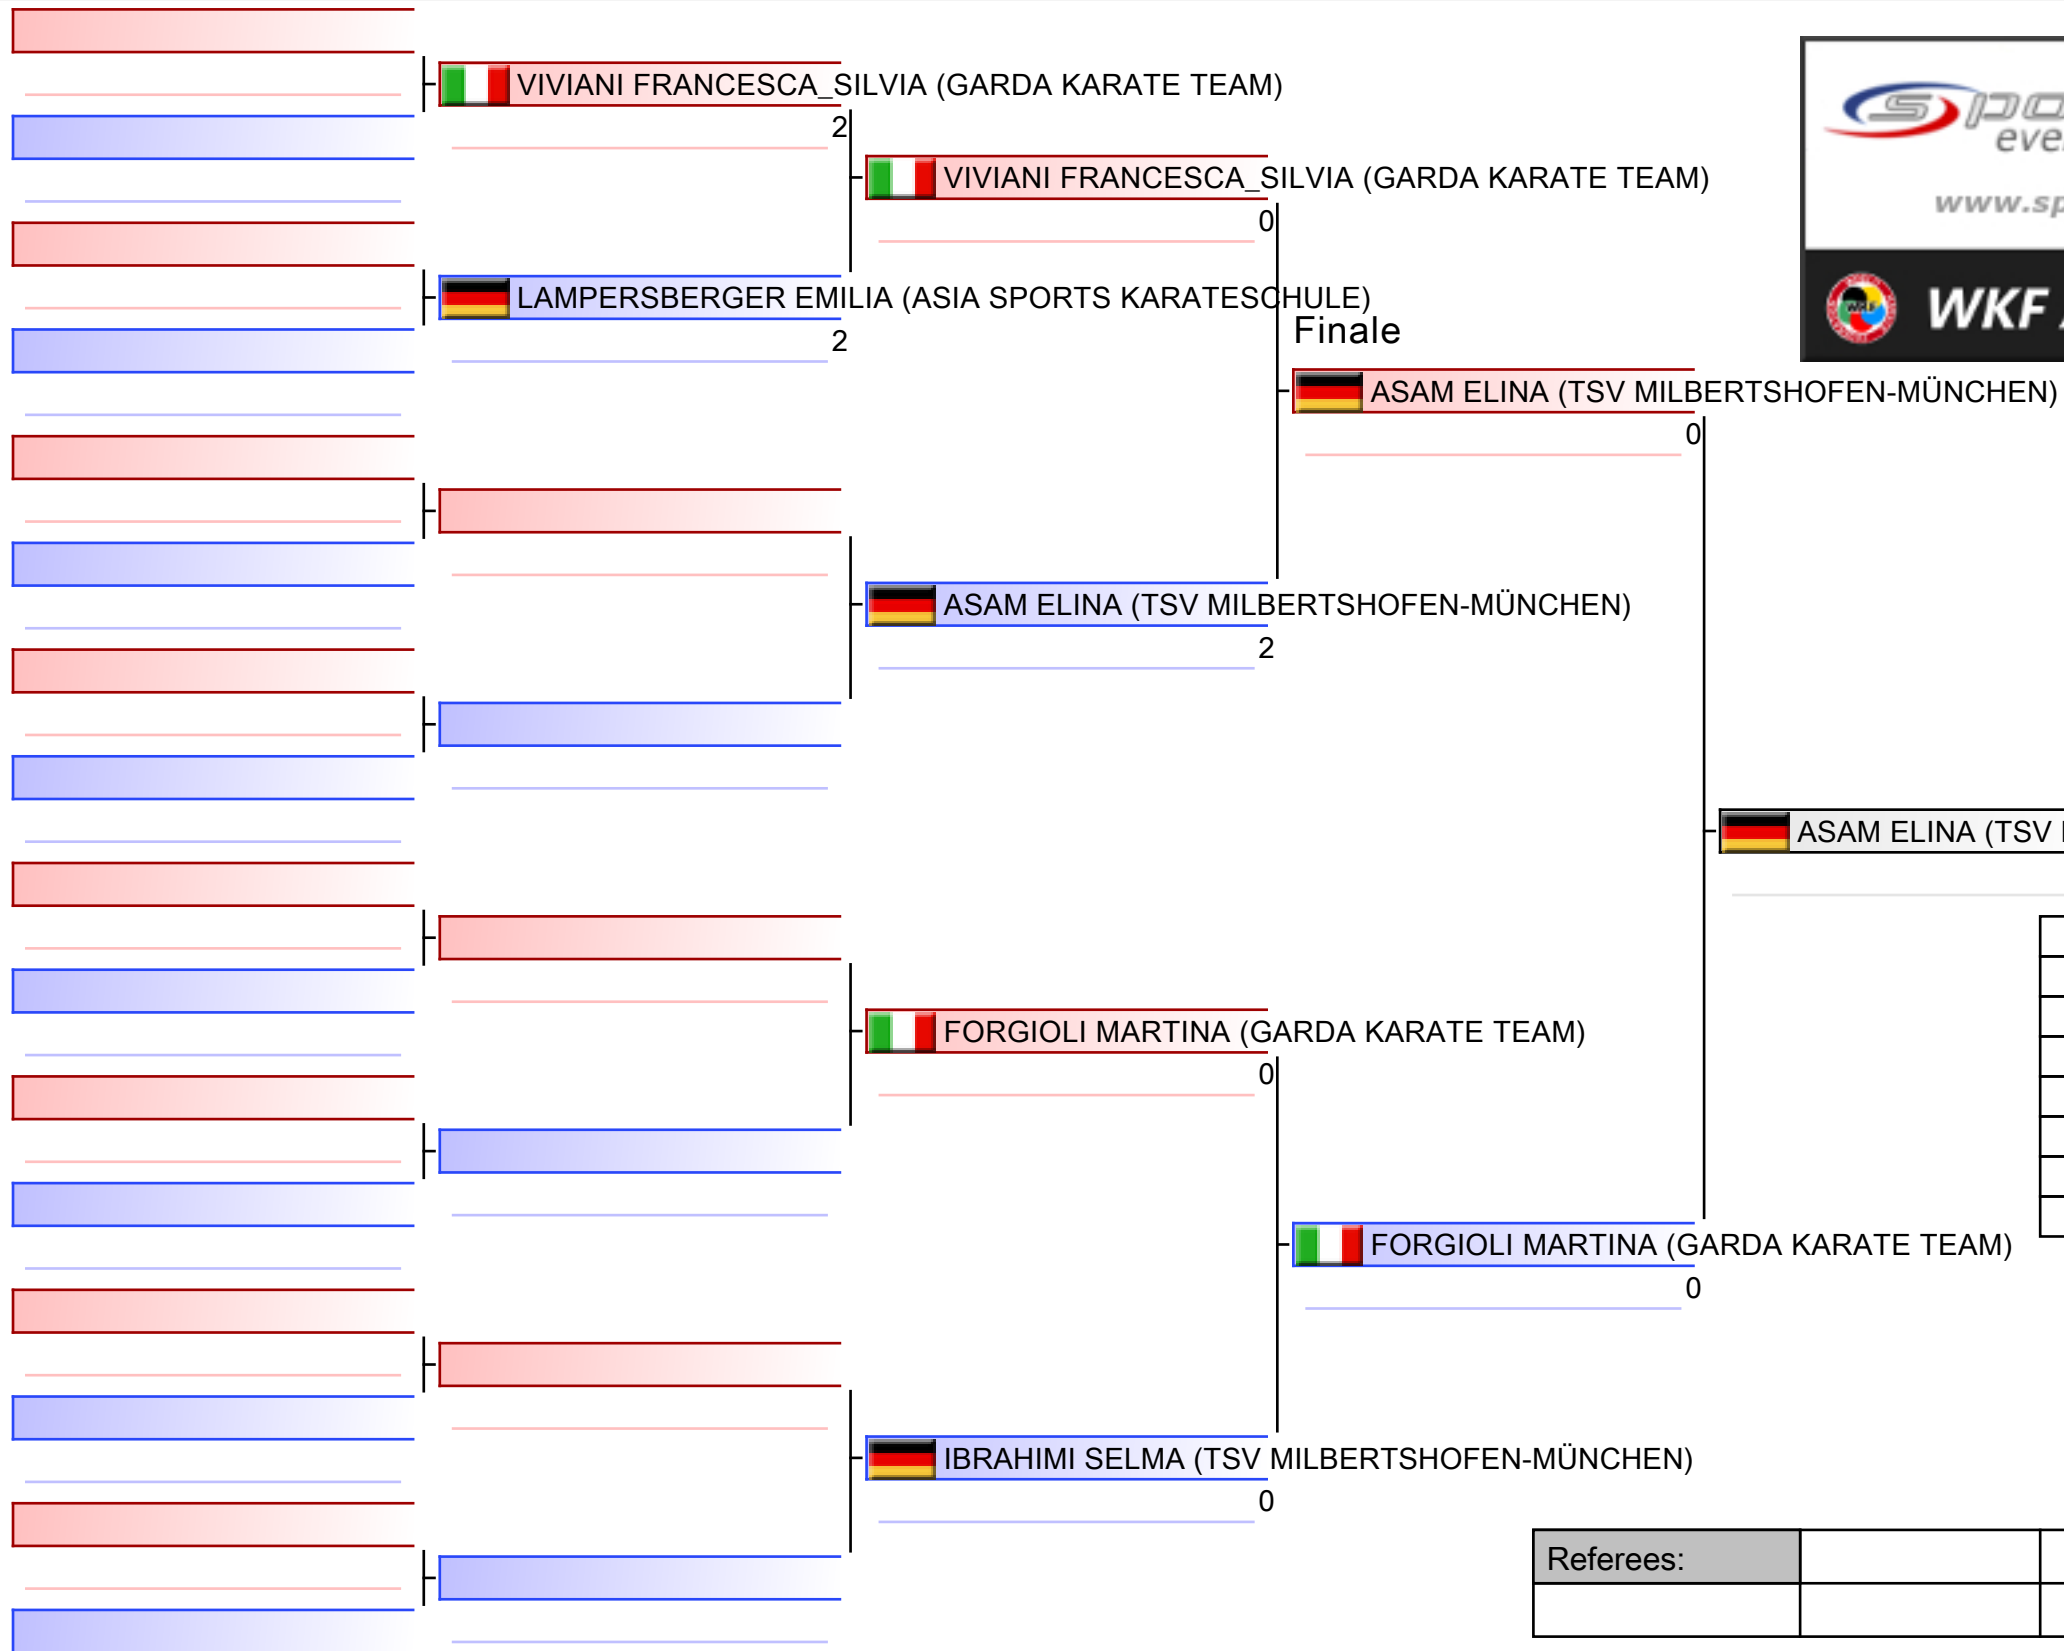 VIVIANI FRANCESCA_SILVIA (GARDA KARATE TEAM)
2
VIVIANI FRANCESCA_SILVIA (GARDA KARATE TEAM)
0
LAMPERSBERGER EMILIA (ASIA SPORTS KARATESCHULE)
2
Finale
www.sp
WKF
ASAM ELINA (TSV MILBERTSHOFEN-MÜNCHEN)
0
ASAM ELINA (TSV MILBERTSHOFEN-MÜNCHEN)
2
ASAM ELINA (TSV
FORGIOLI MARTINA (GARDA KARATE TEAM)
0
FORGIOLI MARTINA (GARDA KARATE TEAM)
0
IBRAHIMI SELMA (TSV MILBERTSHOFEN-MÜNCHEN)
0
Referees: